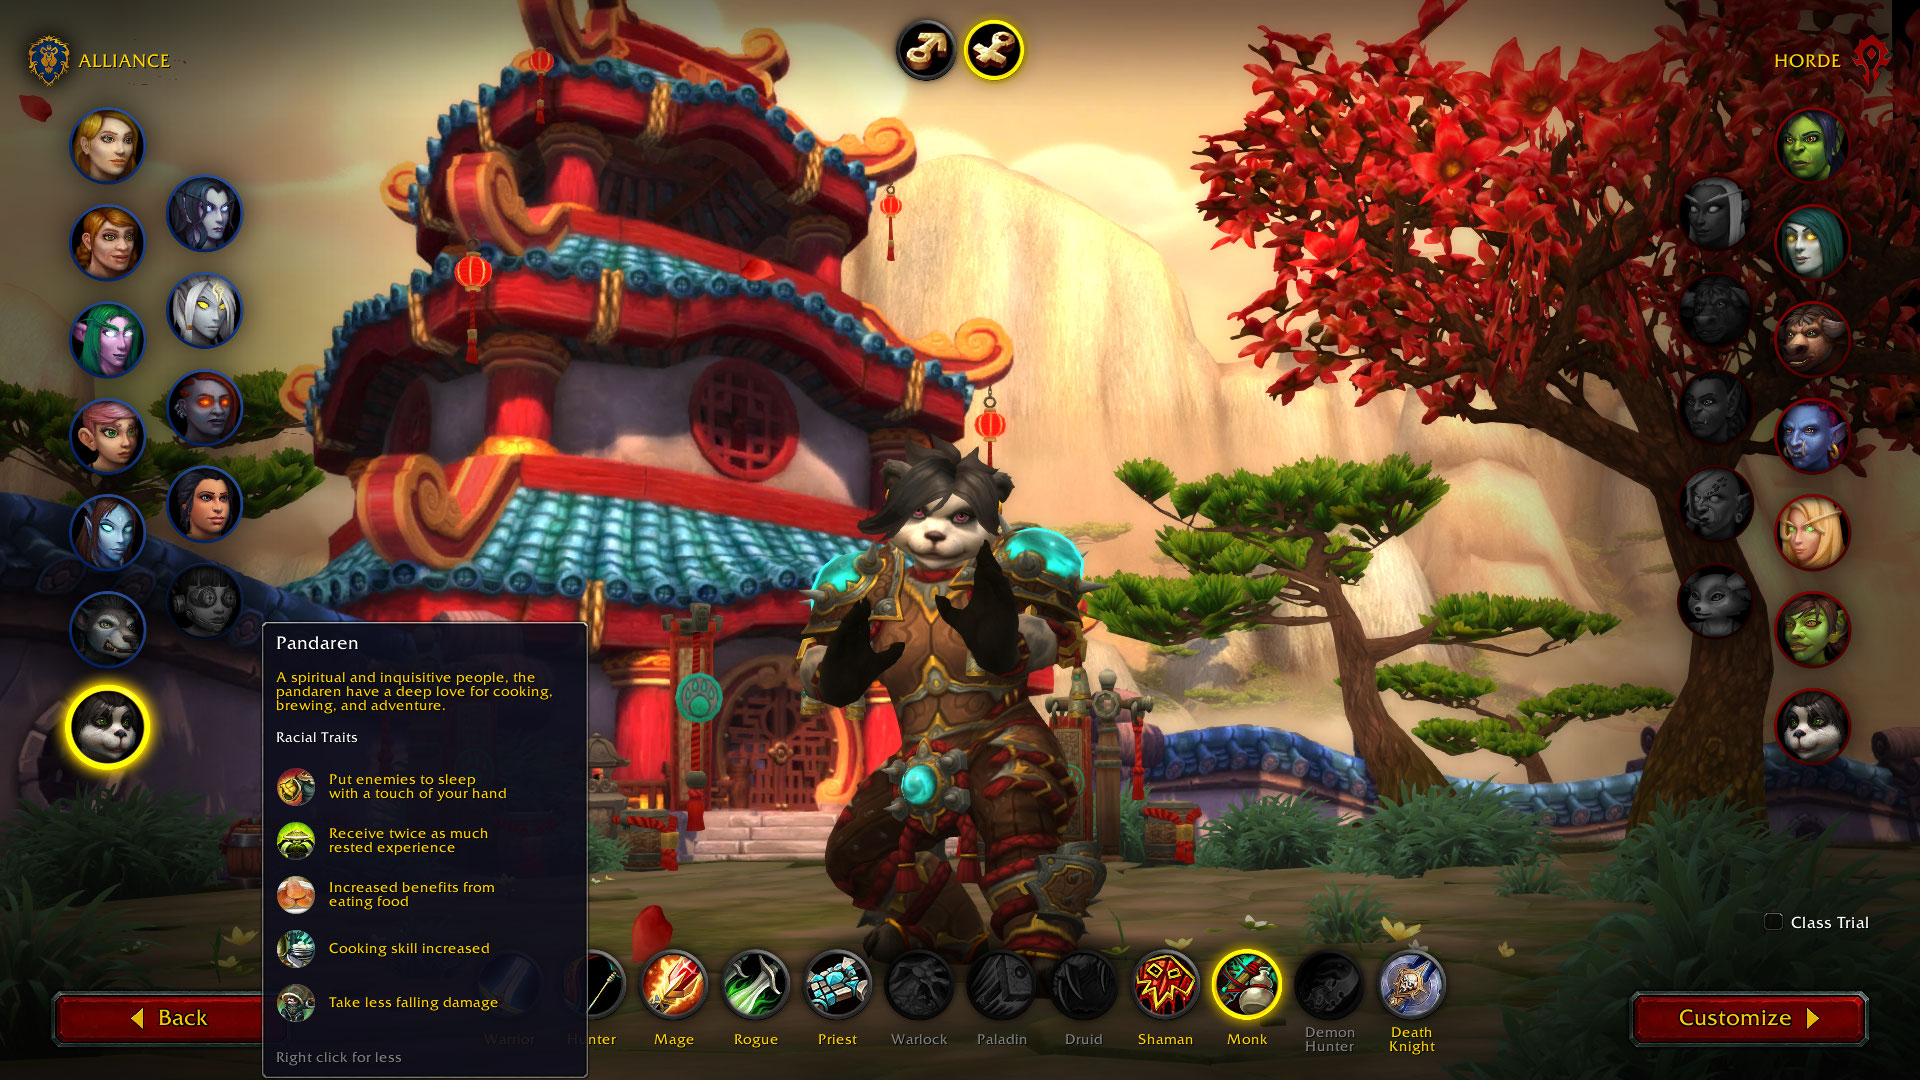 ALLIANCE
HORDE
Pandaren
A spiritual and inquisitive people, the
pandaren have a deep love for cooking,
brewing, and adventure.
Racial Traits
Put enemies to sleep
with a touch of your hand
Receive twice as much
rested experience
Increased benefits from
eating food
Cooking skill increased
Take less falling damage
Right click for less
Class Trial
Back
Warrior
Hunter
Mage
Rogue
Priest
Warlock
Paladin
Druid
Shaman
Monk
Demon
Hunter
Death
Knight
Customize